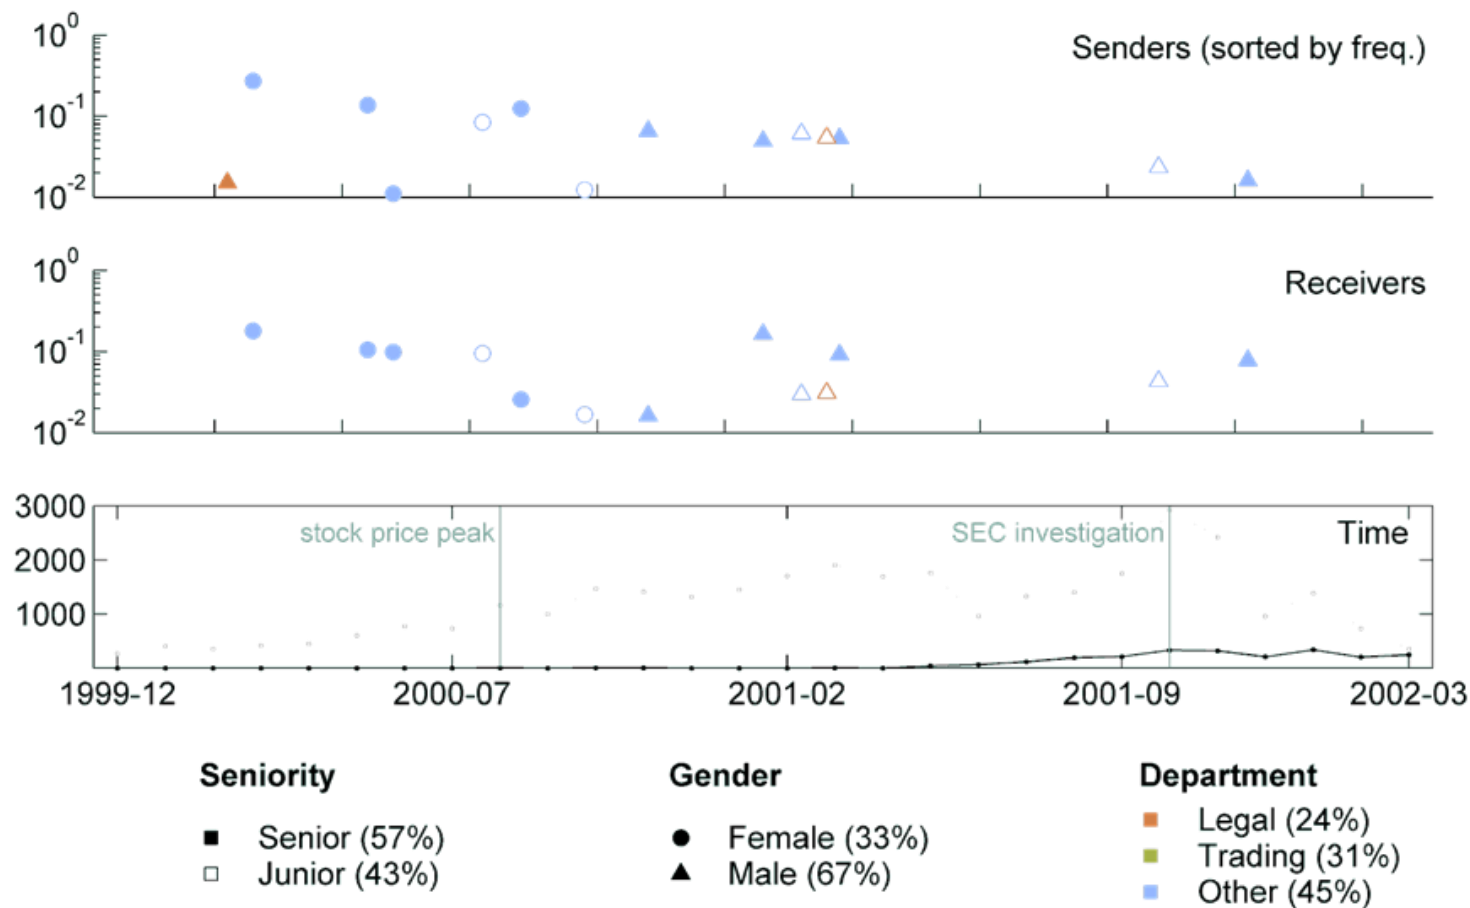 Senders (sorted by freq.)
10^0
10^-1
10^-2
Receivers
10^0
10^-1
10^-2
3000
2000
1000
stock price peak
SEC investigation
Time
1999-12
2000-07
2001-02
2001-09
2002-03
Seniority
Senior (57%)
Junior (43%)
Gender
Female (33%)
Male (67%)
Department
Legal (24%)
Trading (31%)
Other (45%)